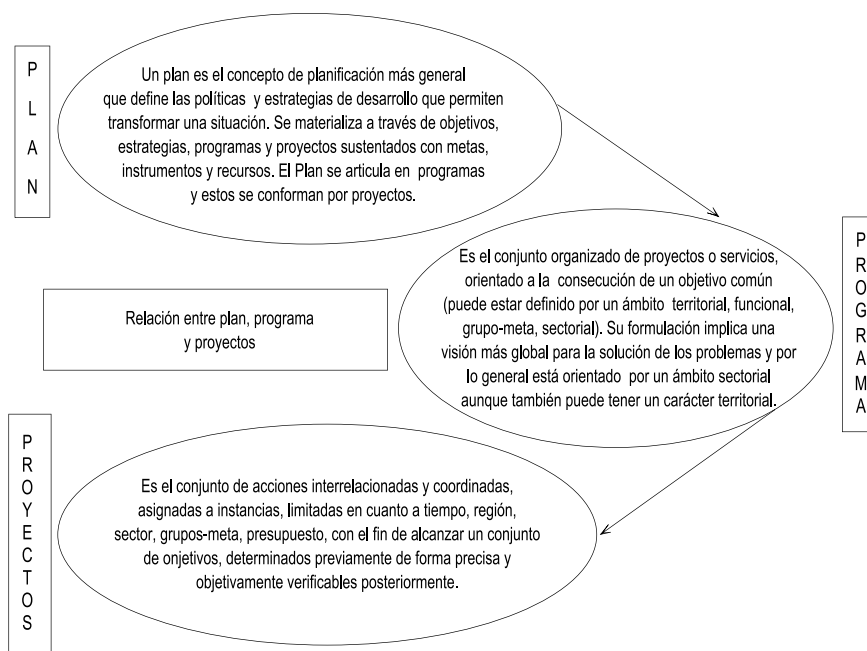 PLAN
Un plan es el concepto de planificación más general
que define las políticas y estrategias de desarrollo que permiten
transformar una situación. Se materializa a través de objetivos,
estrategias, programas y proyectos sustentados con metas,
instrumentos y recursos. El Plan se articula en programas
y estos se conforman por proyectos.
PROGRAMA
Es el conjunto organizado de proyectos o servicios,
orientado a la consecución de un objetivo común
(puede estar definido por un ámbito territorial, funcional,
grupo-meta, sectorial). Su formulación implica una
visión más global para la solución de los problemas y por
lo general está orientado por un ámbito sectorial
aunque también puede tener un carácter territorial.
Relación entre plan, programa
y proyectos
PROYECTOS
Es el conjunto de acciones interrelacionadas y coordinadas,
asignadas a instancias, limitadas en cuanto a tiempo, región,
sector, grupos-meta, presupuesto, con el fin de alcanzar un conjunto
de onjetivos, determinados previamente de forma precisa y
objetivamente verificables posteriormente.